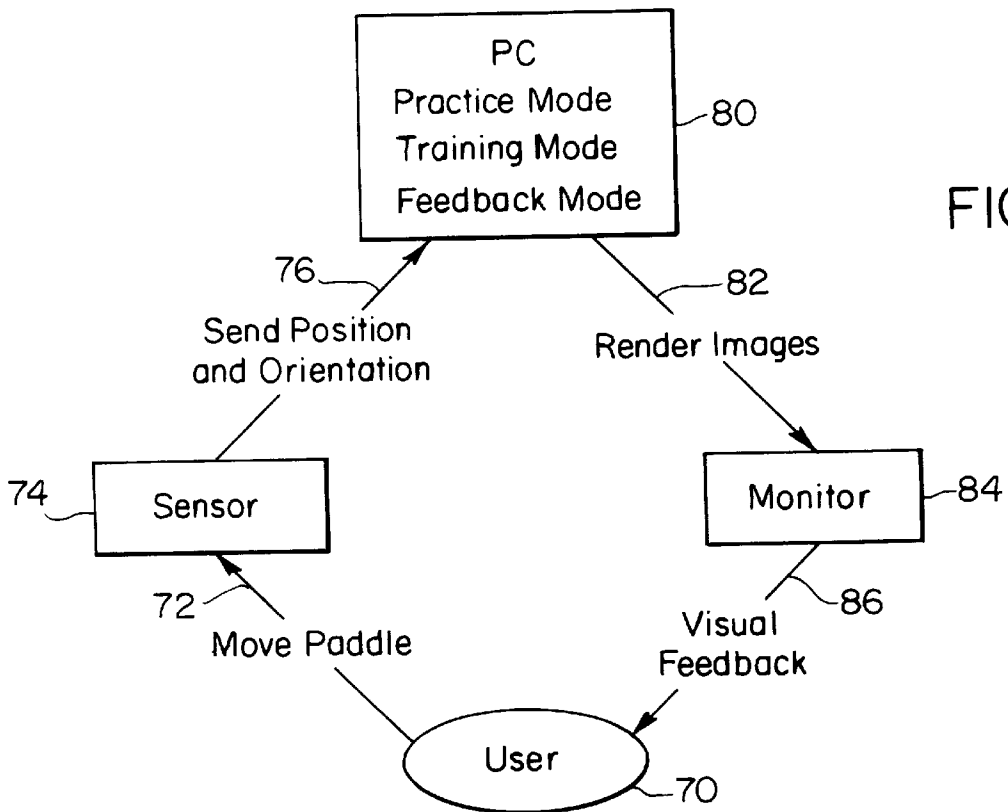 PC
Practice Mode
Training Mode
Feedback Mode
80
FIG
76
82
Send Position
and Orientation
Render Images
74
Sensor
Monitor
84
72
86
Move Paddle
Visual
Feedback
User
70